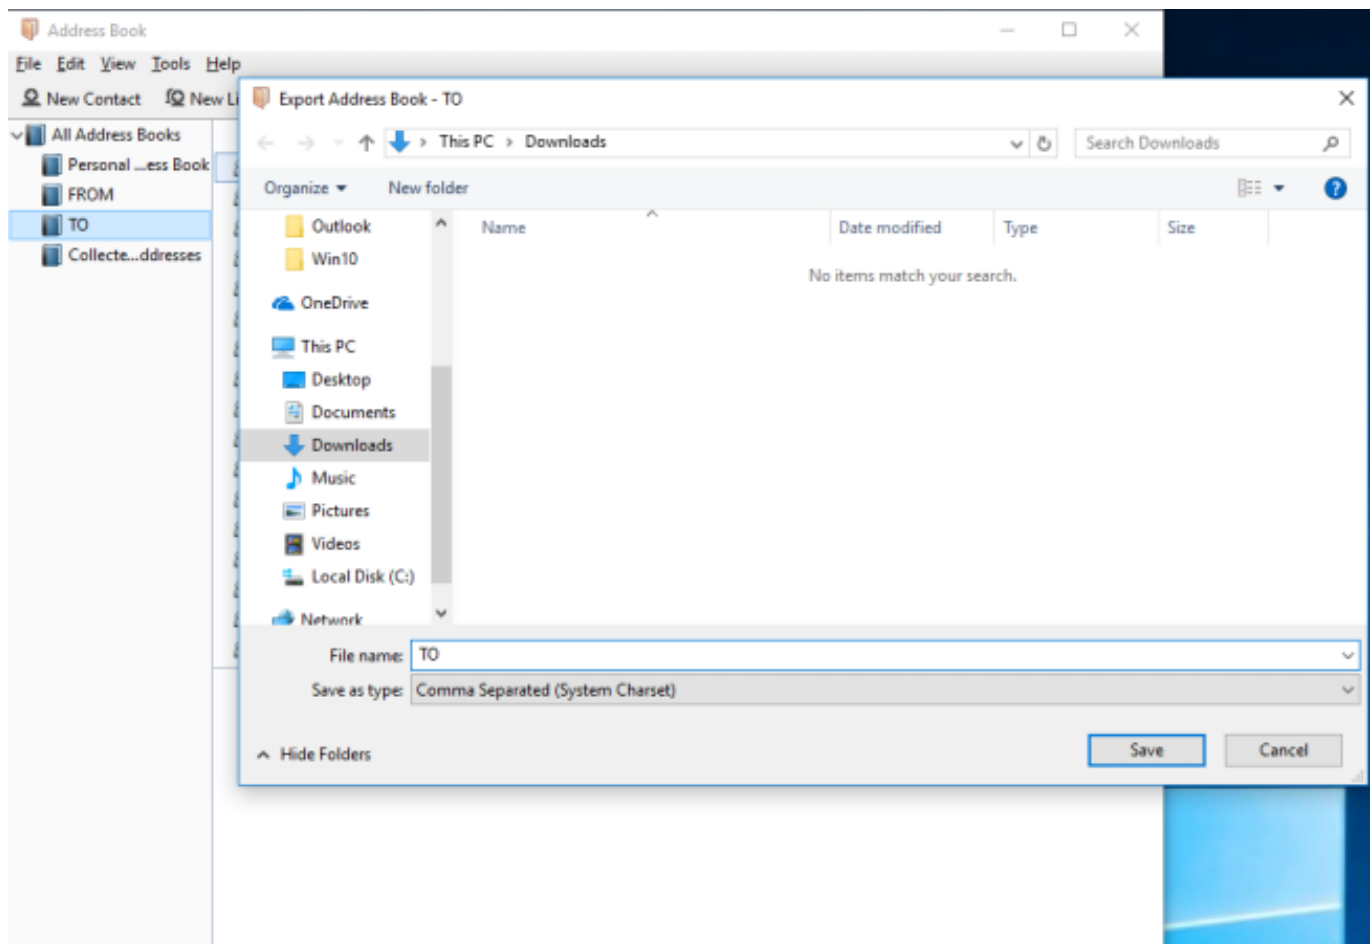 Address Book
File Edit View Tools Help
New Contact New Li
Export Address Book - TO
All Address Books
Personal ...ess Book
FROM
TO
Collecte...ddresses
This PC > Downloads
Search Downloads
Organize New folder
Name Date modified Type Size
No items match your search.
Outlook
Win10
OneDrive
This PC
Desktop
Documents
Downloads
Music
Pictures
Videos
Local Disk (C:)
Network
File name: TO
Save as type: Comma Separated (System Charset)
Hide Folders
Save Cancel